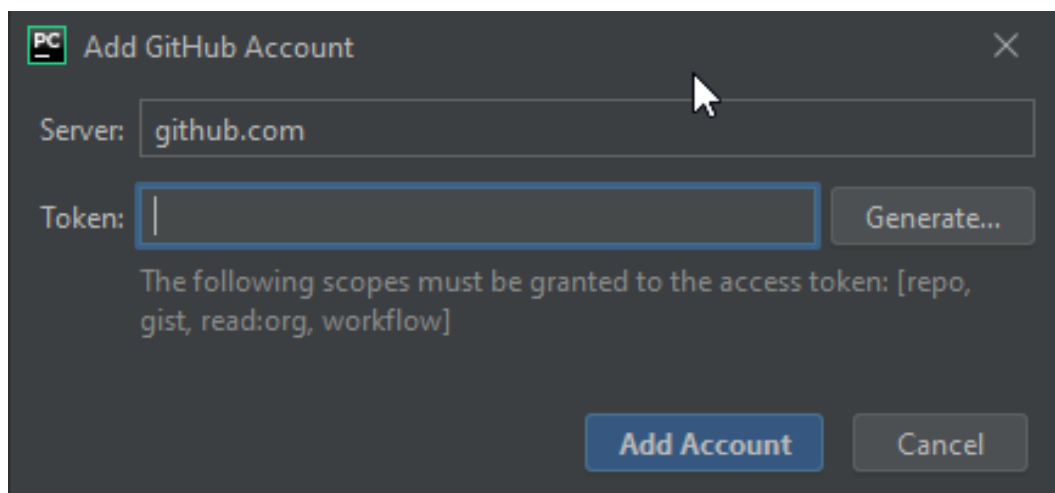 PC Add GitHub Account
Server: github.com
Token: Generate...
The following scopes must be granted to the access token: [repo,
gist, read:org, workflow]
Add Account Cancel